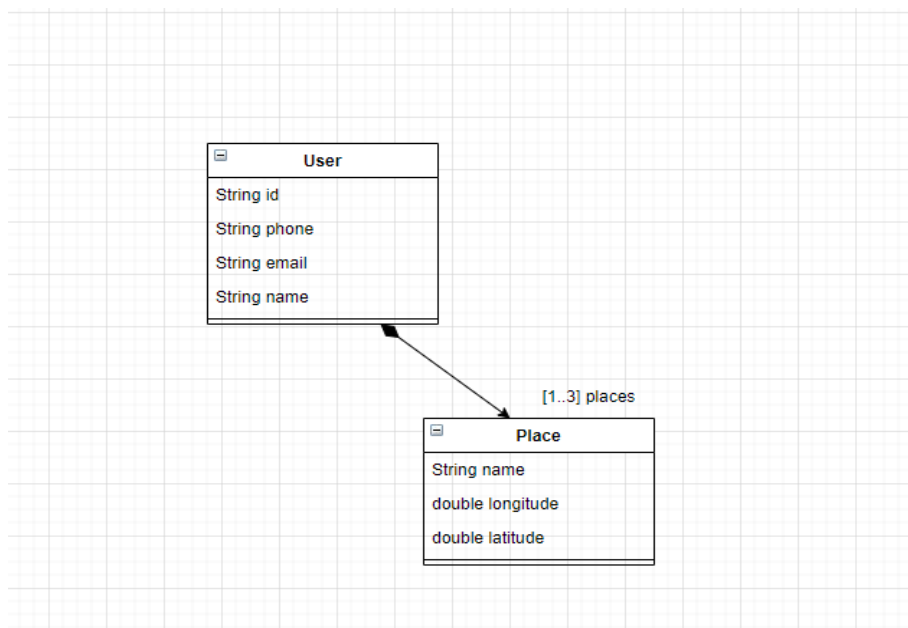 User
String id
String phone
String email
String name
[1..3] places
Place
String name
double longitude
double latitude